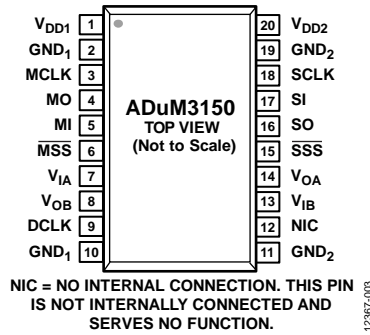 VDD1 1 20 VDD2
GND1 2 19 GND2
MCLK 3 18 SCLK
MO 4 17 SI
MI 5 16 SO
M̅S̅S̅ 6 15 S̅S̅S̅
VIA 7 14 VOA
VOB 8 13 VIB
DCLK 9 12 NIC
GND1 10 11 GND2
ADuM3150
TOP VIEW
(Not to Scale)
NIC = NO INTERNAL CONNECTION. THIS PIN
IS NOT INTERNALLY CONNECTED AND
SERVES NO FUNCTION.
12367-003